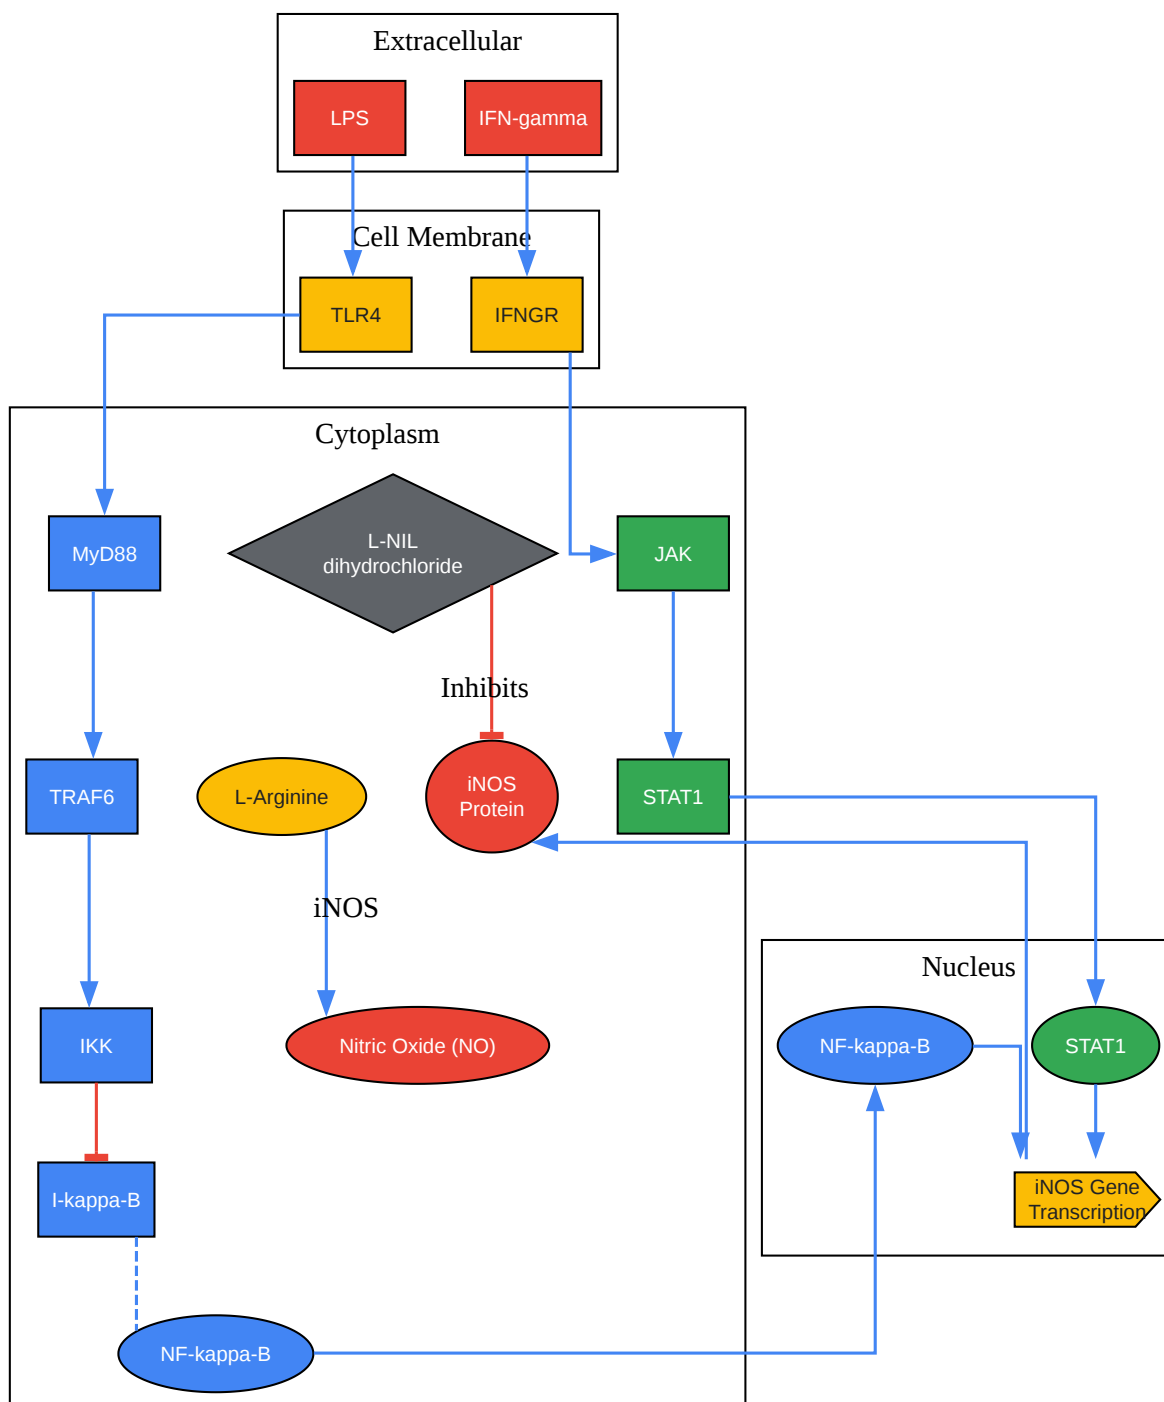 Extracellular
LPS
IFN-gamma
Cell Membrane
TLR4
IFNGR
Cytoplasm
MyD88
L-NIL
dihydrochloride
JAK
Inhibits
TRAF6
L-Arginine
iNOS
Protein
STAT1
iNOS
Nucleus
IKK
Nitric Oxide (NO)
NF-kappa-B
STAT1
I-kappa-B
iNOS Gene
Transcription
NF-kappa-B